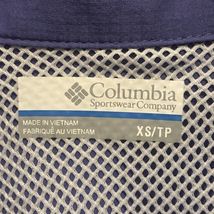 Columbia
Sportswear Company
MADE IN VIETNAM
FABRIQUÉ AU VIETNAM
XS/TP